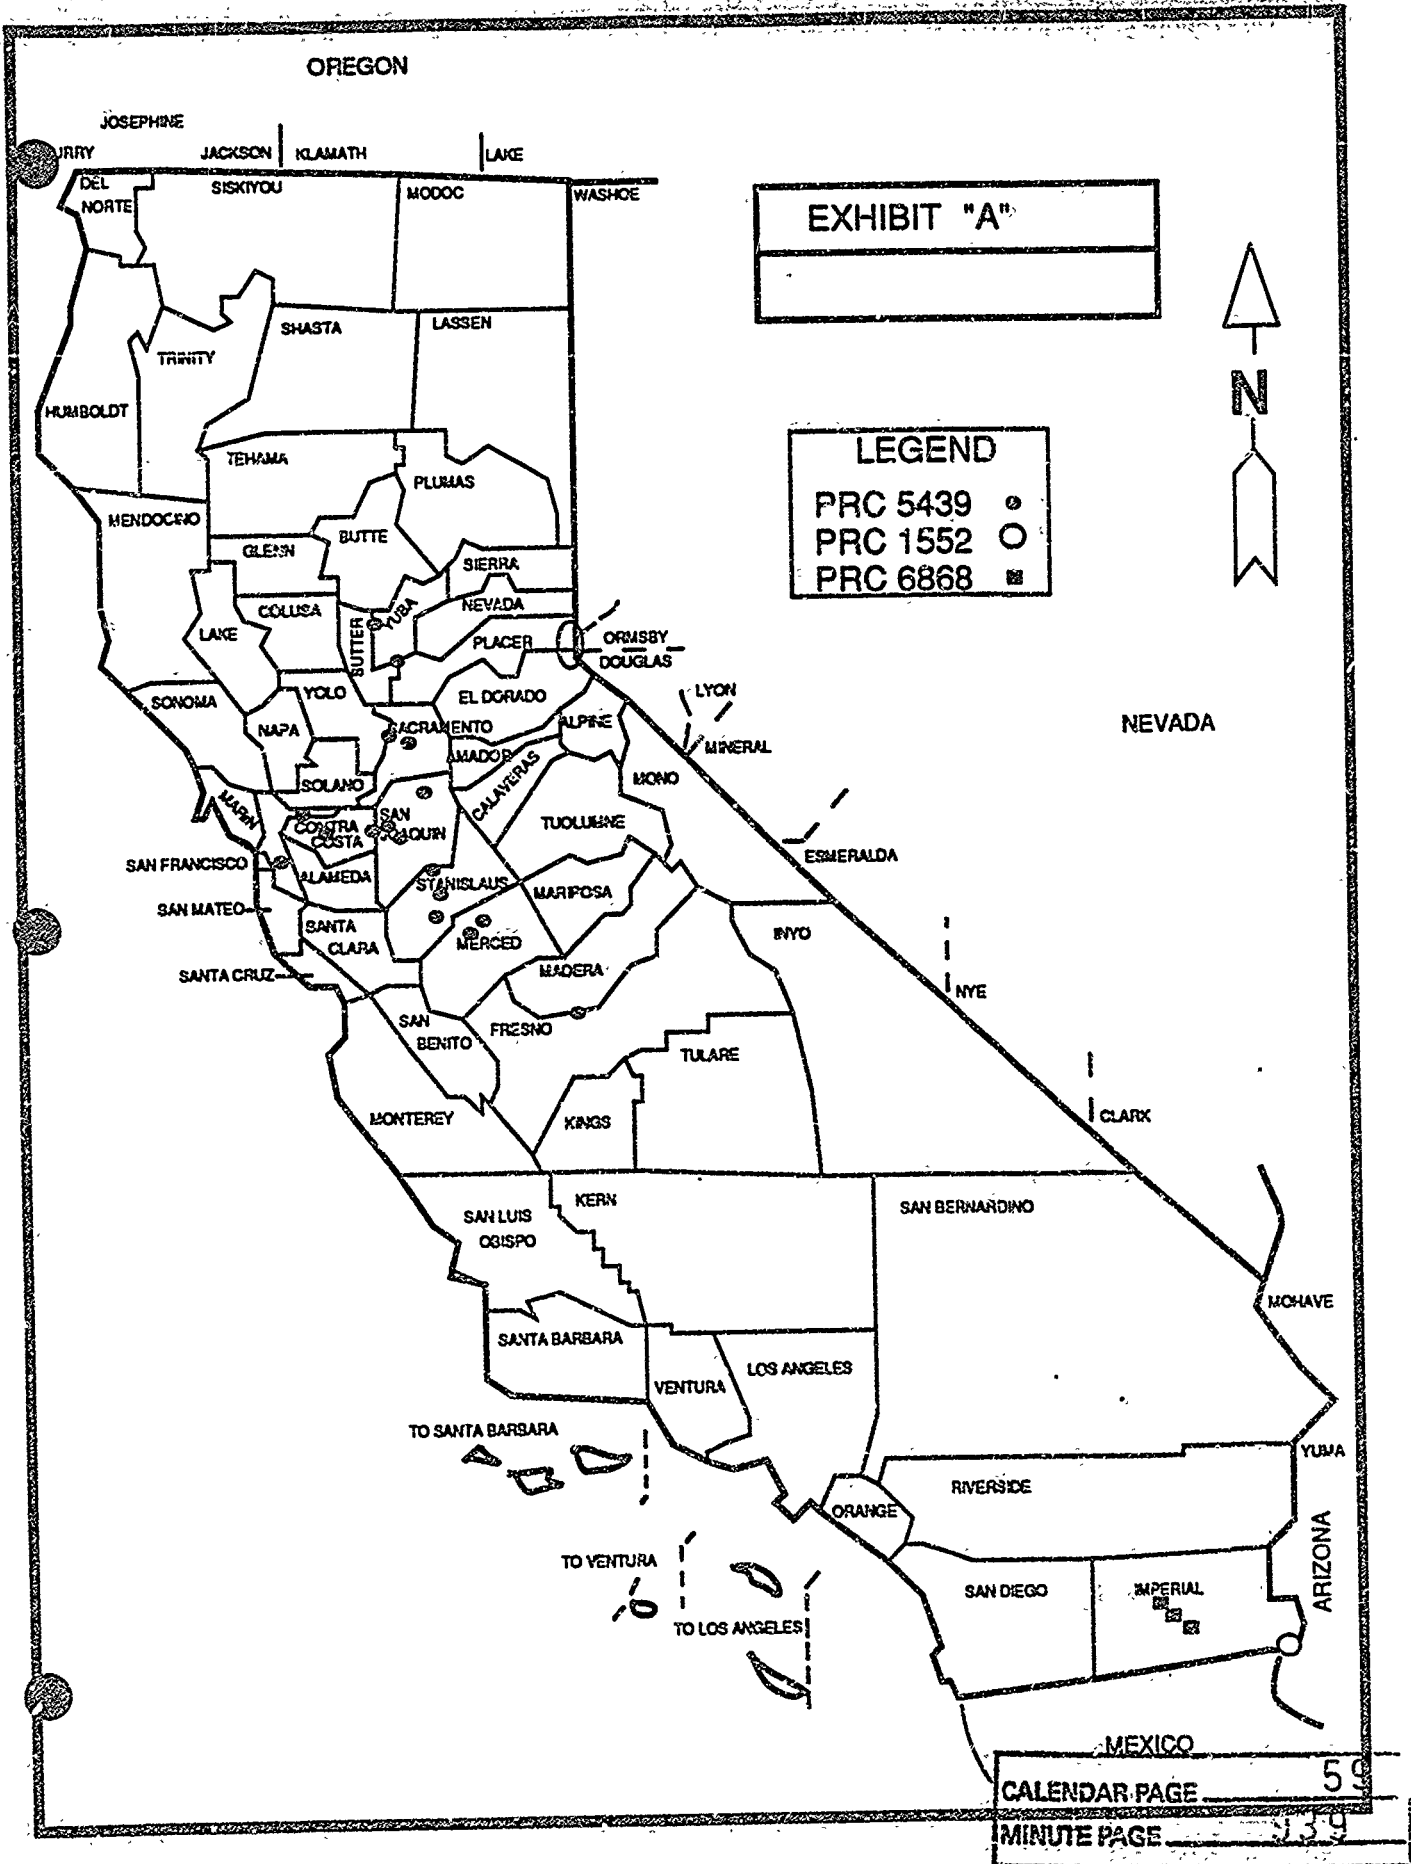 OREGON
JOSEPHINE
JACKSON KLAMATH LAKE
DEL
NORTE
SISKIYOU
MODOC
WASHOE
EXHIBIT "A"
N
SHASTA
LASSEN
TRINITY
HUMBOLDT
LEGEND
PRC 5439
PRC 1552
PRC 6868
TEHAMA
PLUMAS
MENDOCINO
BUTTE
GLENN
SIERRA
COLUSA
YUBA
NEVADA
LAKE
PLACER
ORMSBY
DOUGLAS
YOLO
EL DORADO
LYON
SONOMA
NAPA
SACRAMENTO
ALPINE
NEVADA
MINERAL
AMADOR
SOLANO
CALAVERAS
MONO
MARIN
CONTRA
COSTA
SAN
TUOLUMNE
SAN FRANCISCO
ALAMEDA
STANISLAUS
MARIPOSA
ESMERALDA
SAN MATEO
SANTA
CLARA
MERCED
INYO
SANTA CRUZ
MADERA
NYE
SAN
BENITO
FRESNO
TULARE
MONTEREY
KINGS
CLARK
KERN
SAN BERNARDINO
SAN LUIS
OBISPO
MOHAVE
SANTA BARBARA
VENTURA
LOS ANGELES
TO SANTA BARBARA
YUMA
RIVERSIDE
ORANGE
ARIZONA
TO VENTURA
SAN DIEGO
IMPERIAL
TO LOS ANGELES
MEXICO
CALENDAR PAGE 59
MINUTE PAGE